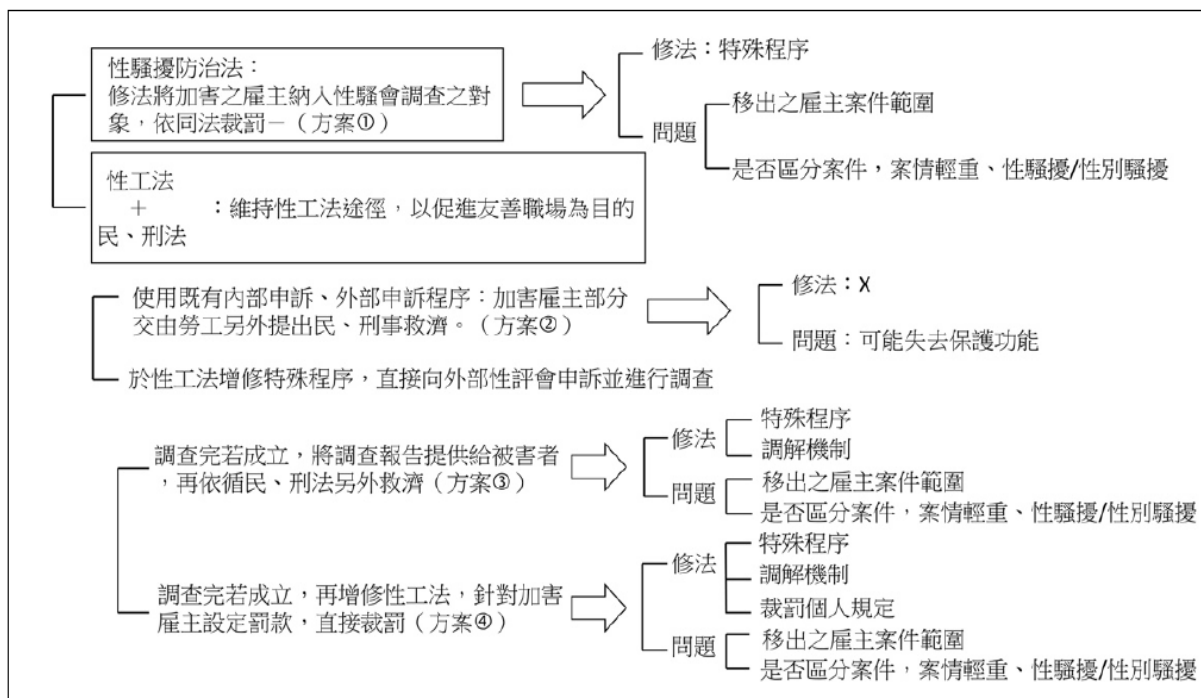 性騷擾防治法：
修法將加害之雇主納入性騷會調查之對
象，依同法裁罰－（方案①）
修法：特殊程序
問題
移出之雇主案件範圍
是否區分案件，案情輕重、性騷擾/性別騷擾
性工法
+
民、刑法
：維持性工法途徑，以促進友善職場為目的
使用既有內部申訴、外部申訴程序：加害雇主部分
交由勞工另外提出民、刑事救濟。（方案②）
修法：X
問題：可能失去保護功能
於性工法增修特殊程序，直接向外部性評會申訴並進行調查
調查完若成立，將調查報告提供給被害者
，再依循民、刑法另外救濟（方案③）
修法
特殊程序
調解機制
問題
移出之雇主案件範圍
是否區分案件，案情輕重、性騷擾/性別騷擾
調查完若成立，再增修性工法，針對加害
雇主設定罰款，直接裁罰（方案④）
修法
特殊程序
調解機制
裁罰個人規定
問題
移出之雇主案件範圍
是否區分案件，案情輕重、性騷擾/性別騷擾